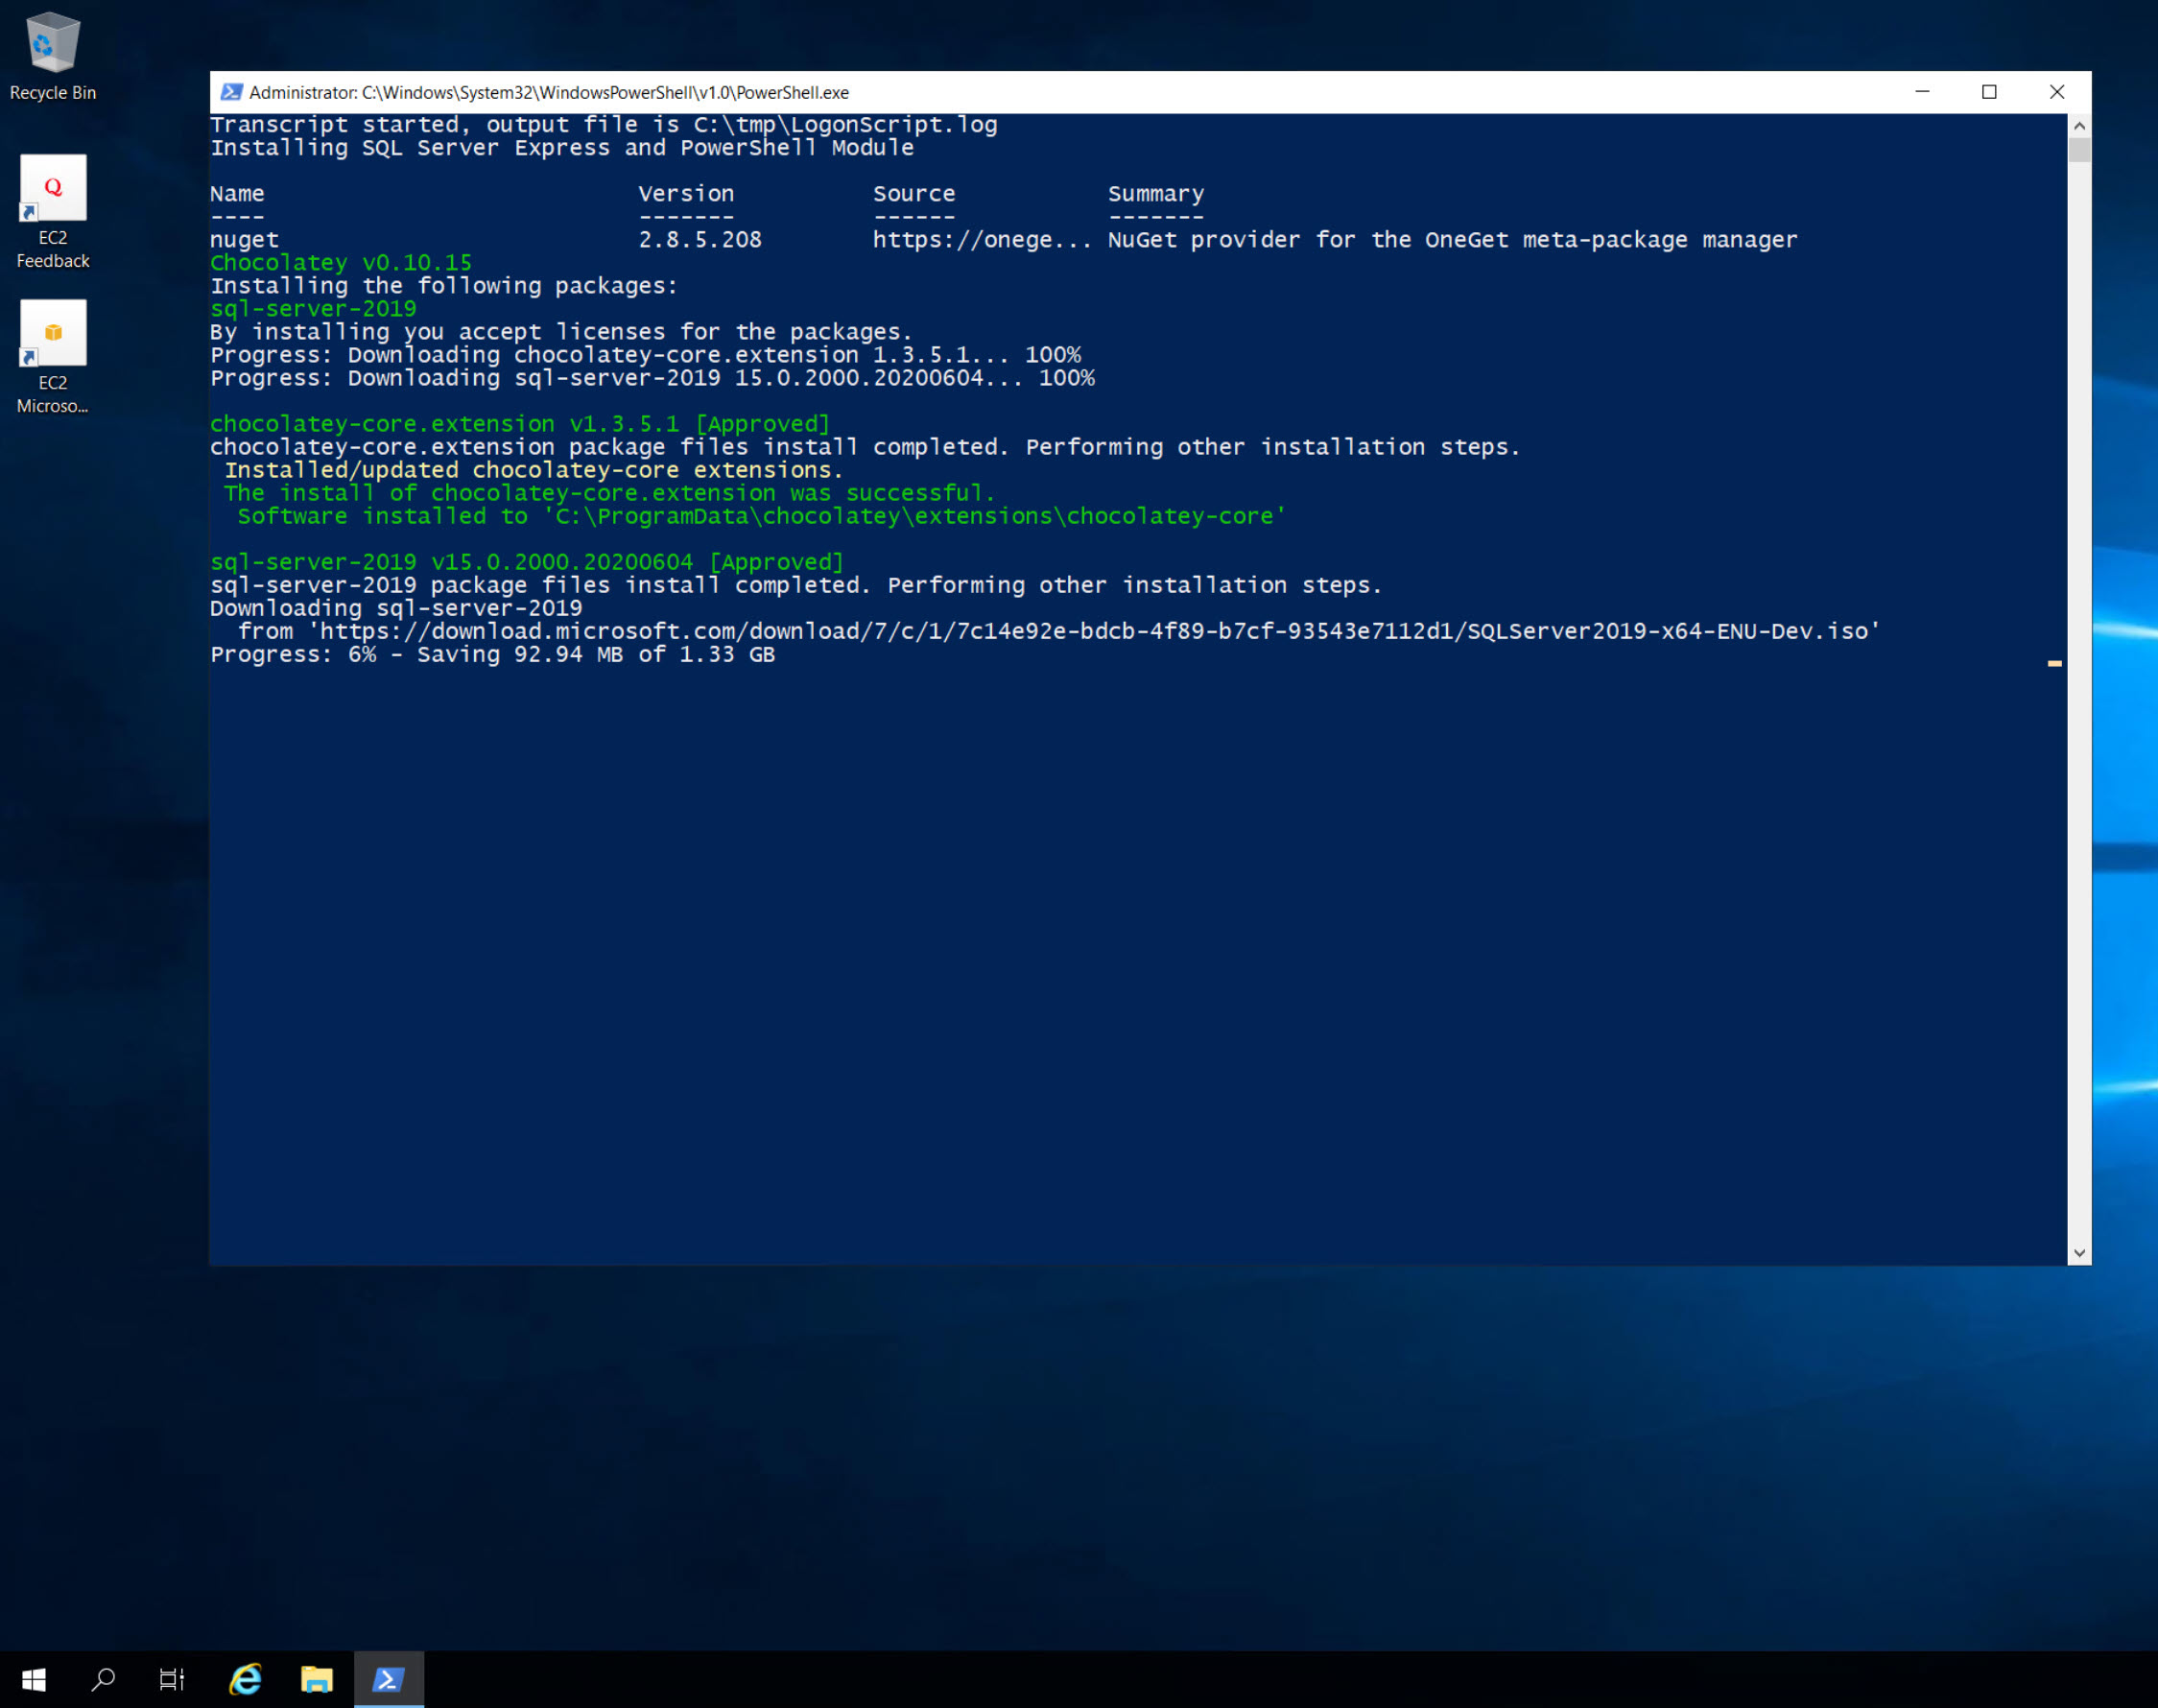 Recycle Bin
EC2
Feedback
EC2
Microso...
Administrator: C:\Windows\System32\WindowsPowerShell\v1.0\PowerShell.exe
Transcript started, output file is C:\tmp\LogonScript.log
Installing SQL Server Express and PowerShell Module
Name Version Source Summary
---- ------- ------ -------
nuget 2.8.5.208 https://onege... NuGet provider for the OneGet meta-package manager
Chocolatey v0.10.15
Installing the following packages:
sql-server-2019
By installing you accept licenses for the packages.
Progress: Downloading chocolatey-core.extension 1.3.5.1... 100%
Progress: Downloading sql-server-2019 15.0.2000.20200604... 100%
chocolatey-core.extension v1.3.5.1 [Approved]
chocolatey-core.extension package files install completed. Performing other installation steps.
Installed/updated chocolatey-core extensions.
The install of chocolatey-core.extension was successful.
Software installed to 'C:\ProgramData\chocolatey\extensions\chocolatey-core'
sql-server-2019 v15.0.2000.20200604 [Approved]
sql-server-2019 package files install completed. Performing other installation steps.
Downloading sql-server-2019
from 'https://download.microsoft.com/download/7/c/1/7c14e92e-bdcb-4f89-b7cf-93543e7112d1/SQLServer2019-x64-ENU-Dev.iso'
Progress: 6% - Saving 92.94 MB of 1.33 GB